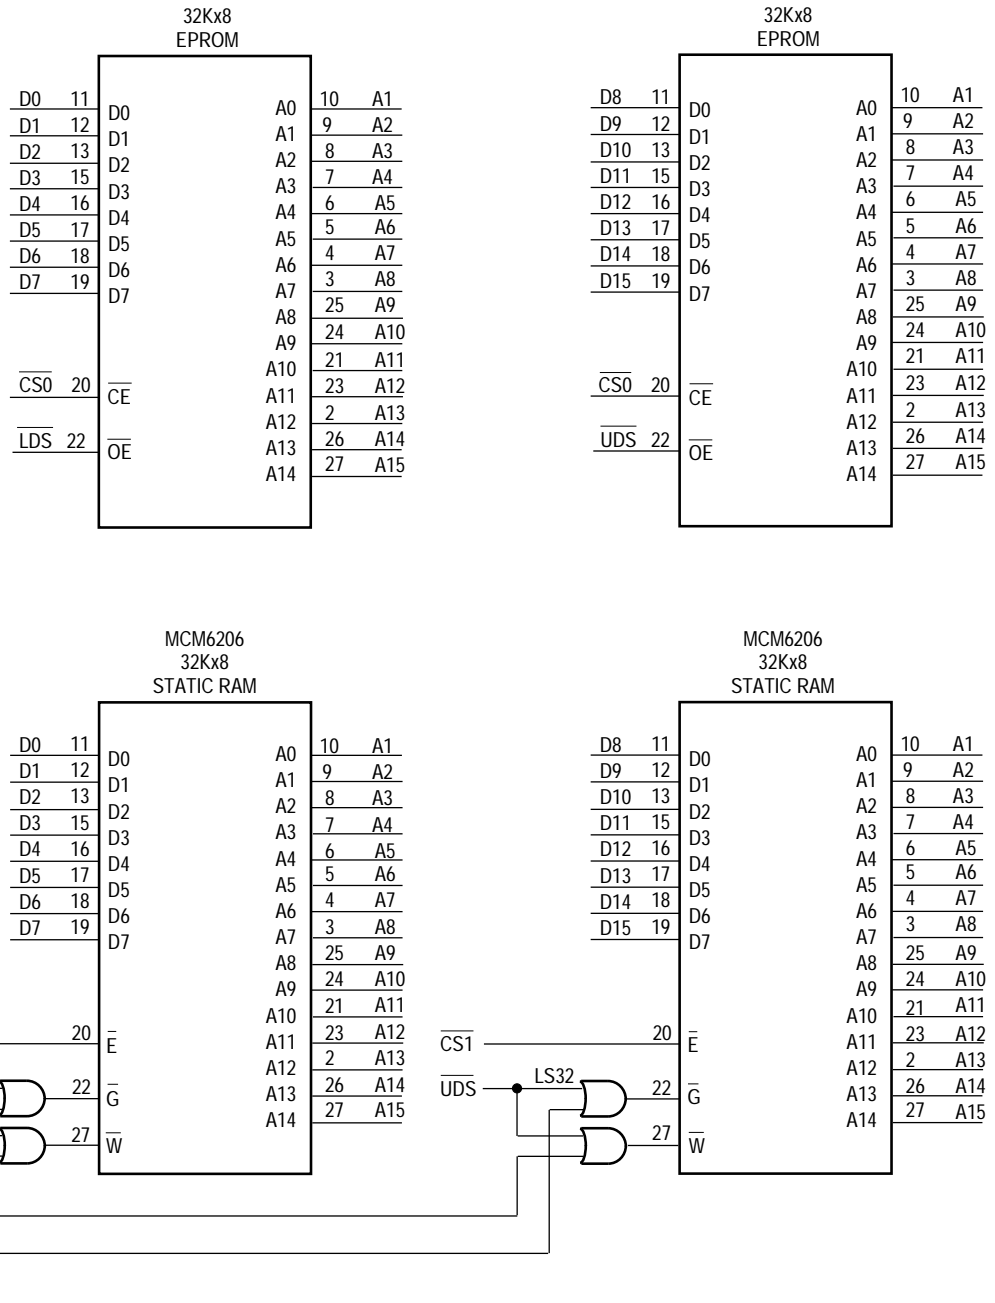 32Kx8
EPROM
D0 11 D0 A0 10 A1
D1 12 D1 A1 9 A2
D2 13 D2 A2 8 A3
D3 15 D3 A3 7 A4
D4 16 D4 A4 6 A5
D5 17 D5 A5 5 A6
D6 18 D6 A6 4 A7
D7 19 D7 A7 3 A8
A8 25 A9
A9 24 A10
A10 21 A11
CS0 20 CE A11 23 A12
A12 2 A13
LDS 22 OE A13 26 A14
A14 27 A15
32Kx8
EPROM
D8 11 D0 A0 10 A1
D9 12 D1 A1 9 A2
D10 13 D2 A2 8 A3
D11 15 D3 A3 7 A4
D12 16 D4 A4 6 A5
D13 17 D5 A5 5 A6
D14 18 D6 A6 4 A7
D15 19 D7 A7 3 A8
A8 25 A9
A9 24 A10
A10 21 A11
CS0 20 CE A11 23 A12
A12 2 A13
UDS 22 OE A13 26 A14
A14 27 A15
MCM6206
32Kx8
STATIC RAM
D0 11 D0 A0 10 A1
D1 12 D1 A1 9 A2
D2 13 D2 A2 8 A3
D3 15 D3 A3 7 A4
D4 16 D4 A4 6 A5
D5 17 D5 A5 5 A6
D6 18 D6 A6 4 A7
D7 19 D7 A7 3 A8
A8 25 A9
A9 24 A10
A10 21 A11
20 E A11 23 A12
A12 2 A13
22 G A13 26 A14
A14 27 A15
27 W
MCM6206
32Kx8
STATIC RAM
D8 11 D0 A0 10 A1
D9 12 D1 A1 9 A2
D10 13 D2 A2 8 A3
D11 15 D3 A3 7 A4
D12 16 D4 A4 6 A5
D13 17 D5 A5 5 A6
D14 18 D6 A6 4 A7
D15 19 D7 A7 3 A8
A8 25 A9
A9 24 A10
A10 21 A11
CS1 20 E A11 23 A12
A12 2 A13
UDS LS32 22 G A13 26 A14
A14 27 A15
27 W